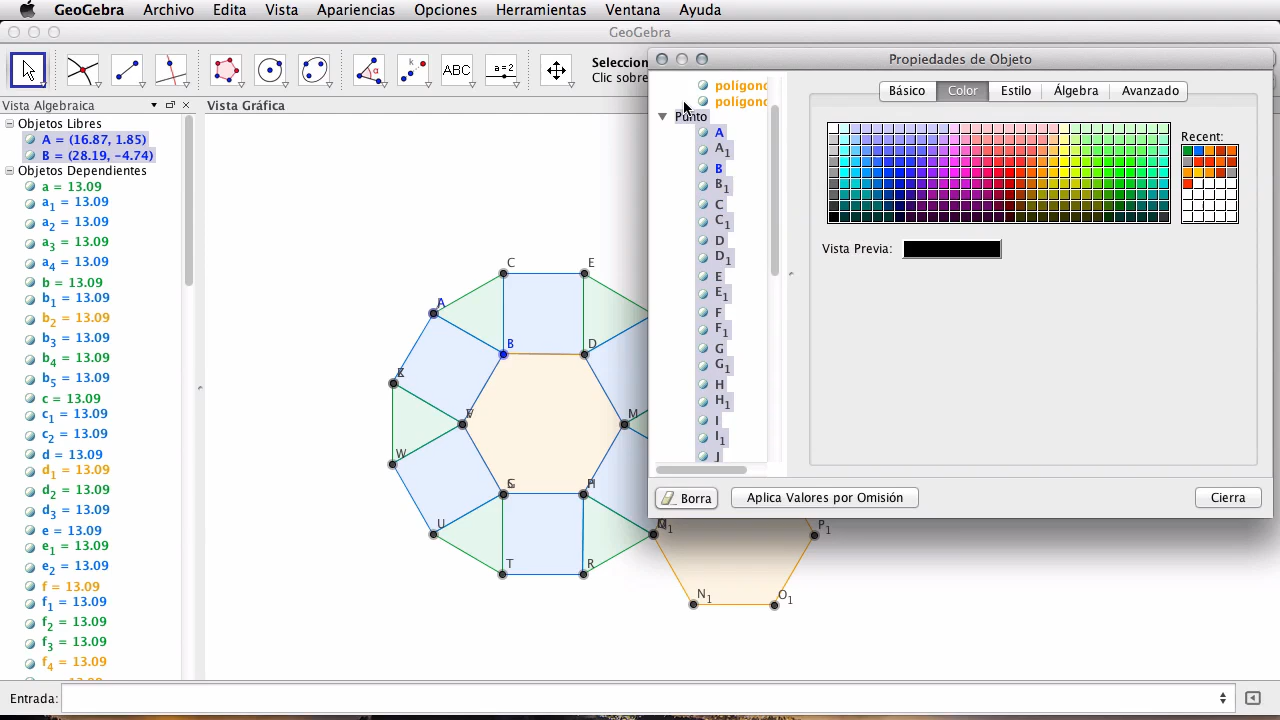 GeoGebra Archivo Edita Vista Apariencias Opciones Herramientas Ventana Ayuda
GeoGebra
ABC
a=2
Seleccion
Clic sobre
Vista Algebraica
Vista Gráfica
Objetos Libres
A = (16.87, 1.85)
B = (28.19, -4.74)
Objetos Dependientes
a = 13.09
a1 = 13.09
a2 = 13.09
a3 = 13.09
a4 = 13.09
b = 13.09
b1 = 13.09
b2 = 13.09
b3 = 13.09
b4 = 13.09
b5 = 13.09
c = 13.09
c1 = 13.09
c2 = 13.09
d = 13.09
d1 = 13.09
d2 = 13.09
d3 = 13.09
e = 13.09
e1 = 13.09
e2 = 13.09
f = 13.09
f1 = 13.09
f2 = 13.09
f3 = 13.09
f4 = 13.09
C
E
A
B
D
M
W
U
T
R
N1
O1
P1
Propiedades de Objeto
polígono
polígono
Punto
A
A1
B
B1
C
C1
D
D1
E
E1
F
F1
G
G1
H
H1
I
I1
J
Básico Color Estilo Álgebra Avanzado
Recent:
Vista Previa:
Borra
Aplica Valores por Omisión
Cierra
Entrada: